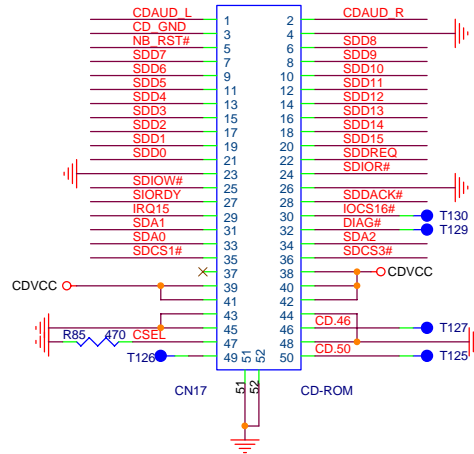 CDAUD_L 1 2 CDAUD_R
CD_GND 3 4
NB_RST# 5 6 SDD8
SDD7 7 8 SDD9
SDD6 9 10 SDD10
SDD5 11 12 SDD11
SDD4 13 14 SDD12
SDD3 15 16 SDD13
SDD2 17 18 SDD14
SDD1 19 20 SDD15
SDD0 21 22 SDDREQ
23 24 SDIOR#
SDIOW# 25 26
SIORDY 27 28 SDDACK#
IRQ15 29 30 IOCS16# T130
SDA1 31 32 DIAG# T129
SDA0 33 34 SDA2
SDCS1# 35 36 SDCS3#
37 38 CDVCC
CDVCC 39 40
41 42
43 44
45 46 CD.46 T127
R85 470 CSEL 47 48
T126 49 50 CD.50 T125
51 52
51 52
CN17 CD-ROM